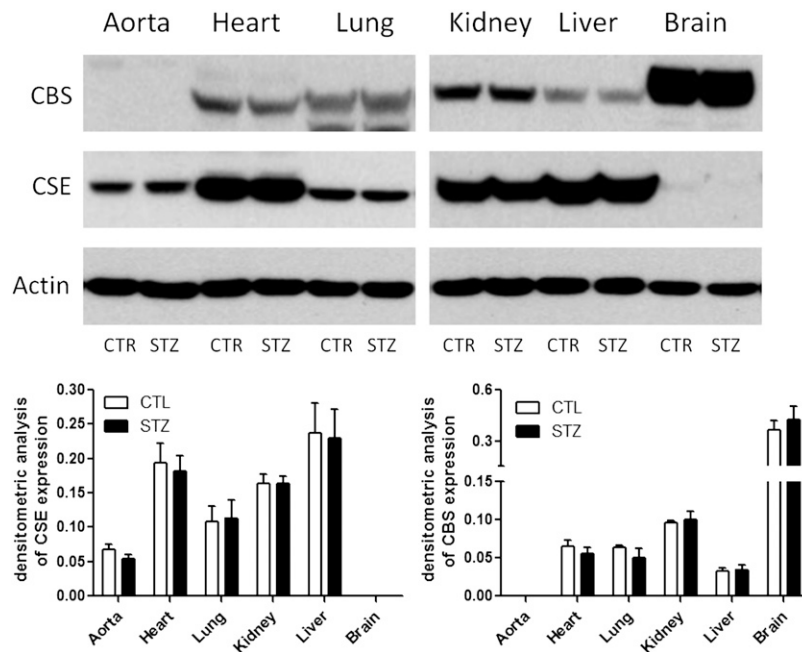 Aorta Heart Lung Kidney Liver Brain
CBS
CSE
Actin
CTR STZ CTR STZ CTR STZ CTR STZ CTR STZ CTR STZ
densitometric analysis
of CSE expression
0.30
0.25
0.20
0.15
0.10
0.05
0.00
CTL
STZ
Aorta Heart Lung Kidney Liver Brain
densitometric analysis
of CBS expression
0.6
0.3
0.15
0.10
0.05
0.00
CTL
STZ
Aorta Heart Lung Kidney Liver Brain